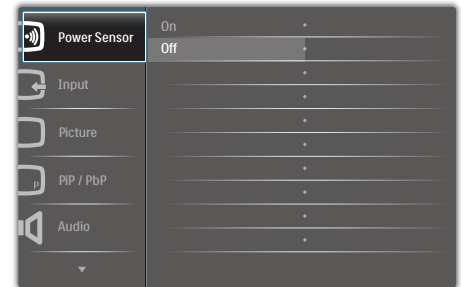 Power Sensor
On
Off
Input
Picture
P
PiP / PbP
Audio